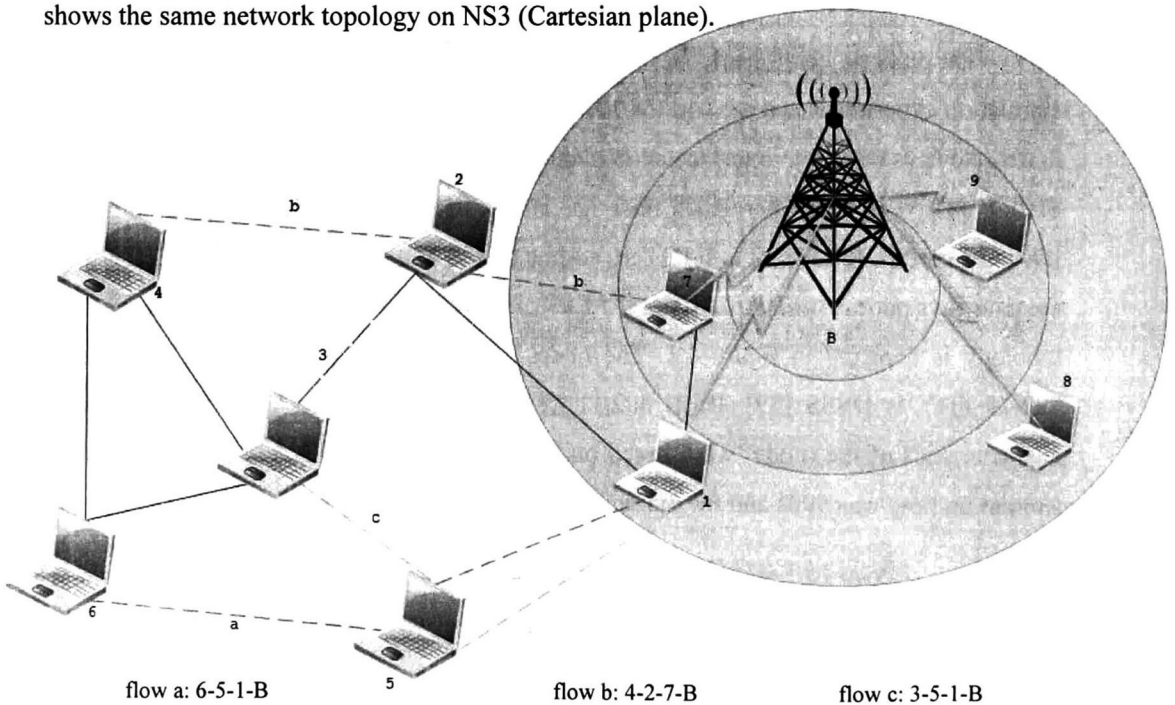 shows the same network topology on NS3 (Cartesian plane).
2
9
b
7
b
4
B
3
8
c
1
6
a
5
flow a: 6-5-1-B flow b: 4-2-7-B flow c: 3-5-1-B